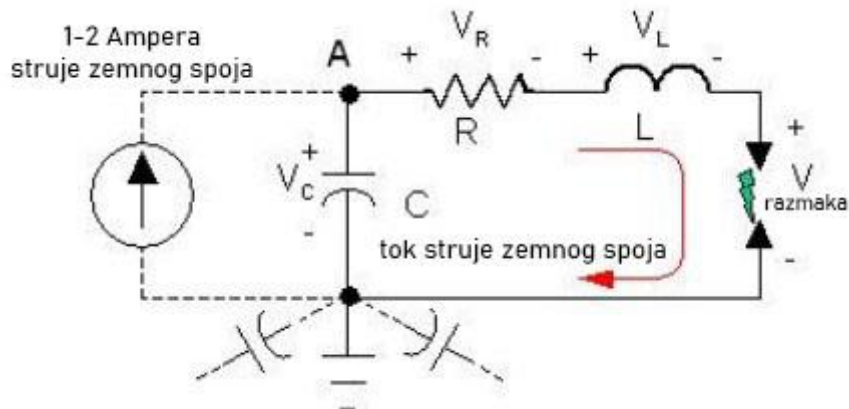 1-2 Ampera
struje zemnog spoja
A
+ V_R -
+ V_L -
R
L
+
V_C
-
C
+
V
razmaka
-
tok struje zemnog spoja